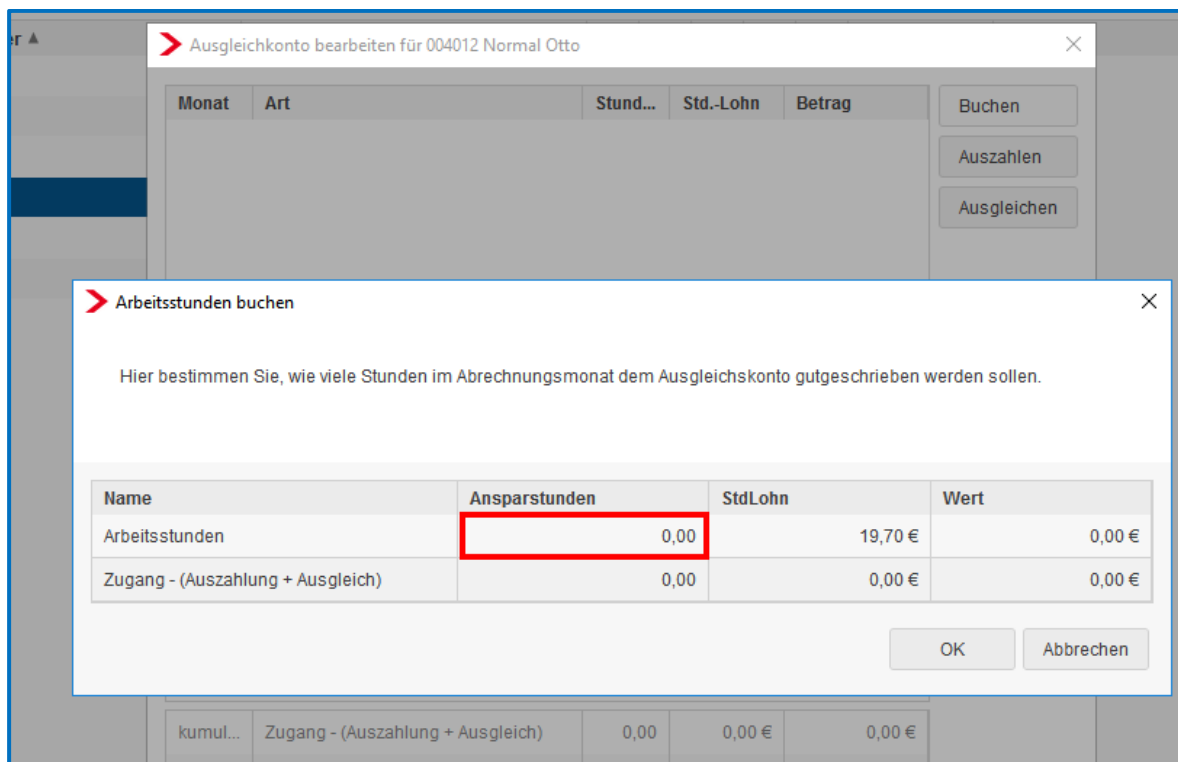 er ▲
Ausgleichkonto bearbeiten für 004012 Normal Otto
Monat Art Stund... Std.-Lohn Betrag
Buchen
Auszahlen
Ausgleichen
Arbeitsstunden buchen
Hier bestimmen Sie, wie viele Stunden im Abrechnungsmonat dem Ausgleichskonto gutgeschrieben werden sollen.
Name Ansparstunden StdLohn Wert
Arbeitsstunden 0,00 19,70 € 0,00 €
Zugang - (Auszahlung + Ausgleich) 0,00 0,00 € 0,00 €
OK Abbrechen
kumul... Zugang - (Auszahlung + Ausgleich) 0,00 0,00 € 0,00 €